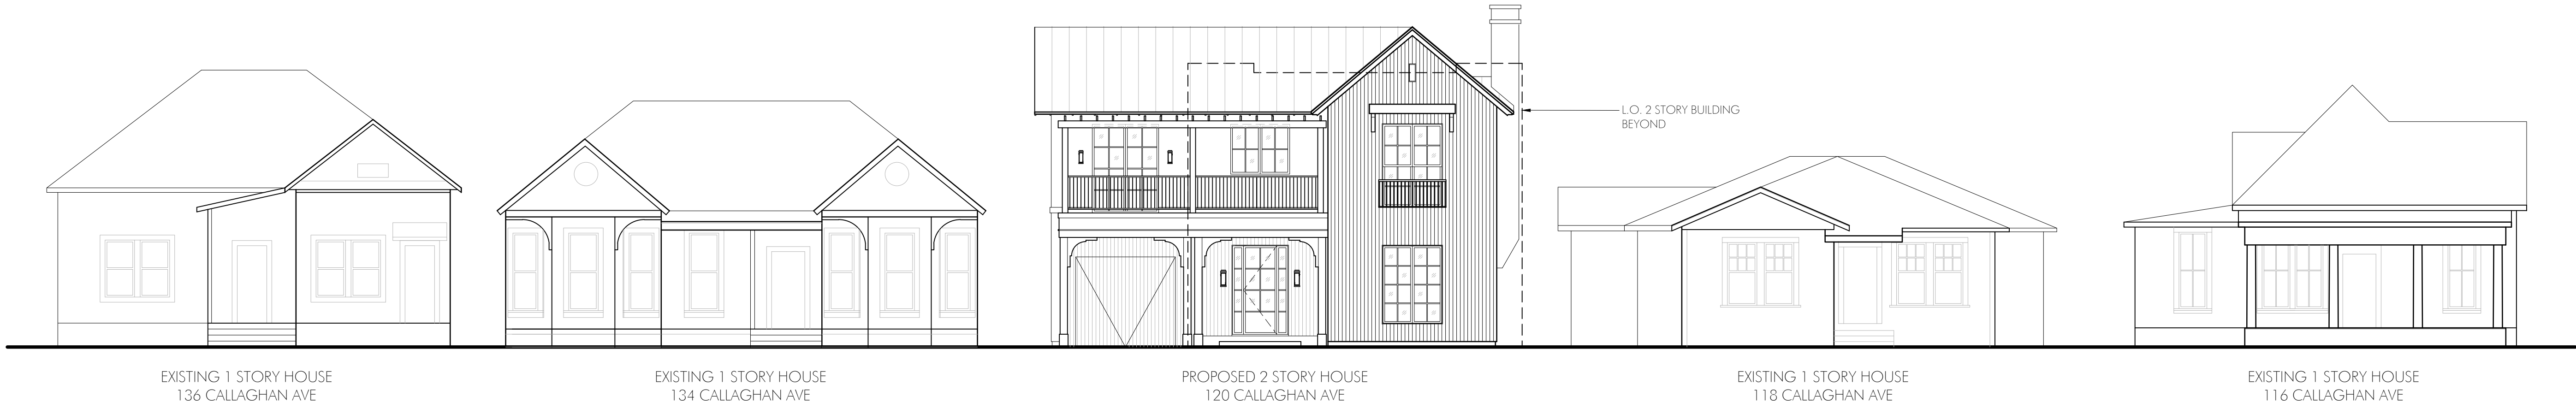 L.O. 2 STORY BUILDING
BEYOND
EXISTING 1 STORY HOUSE
136 CALLAGHAN AVE
EXISTING 1 STORY HOUSE
134 CALLAGHAN AVE
PROPOSED 2 STORY HOUSE
120 CALLAGHAN AVE
EXISTING 1 STORY HOUSE
118 CALLAGHAN AVE
EXISTING 1 STORY HOUSE
116 CALLAGHAN AVE